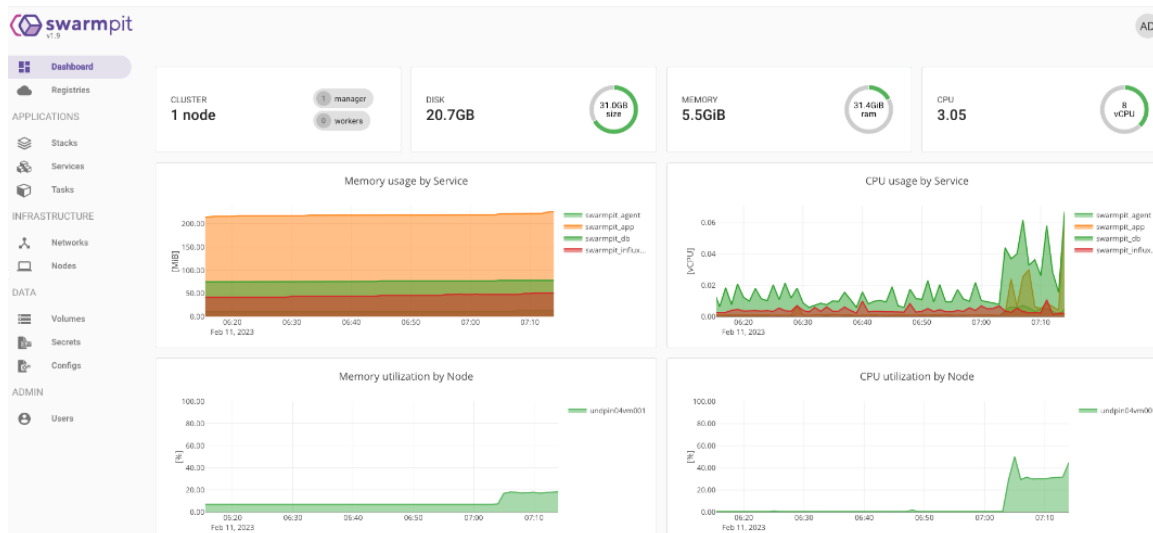 swarmpit
v1.9
AD
Dashboard
Registries
APPLICATIONS
Stacks
Services
Tasks
INFRASTRUCTURE
Networks
Nodes
DATA
Volumes
Secrets
Configs
ADMIN
Users
CLUSTER
1 node
1 manager
0 workers
DISK
20.7GB
31.0GB
size
MEMORY
5.5GiB
31.4GiB
ram
CPU
3.05
8
vCPU
Memory usage by Service
[MiB]
200.00
150.00
100.00
50.00
0.00
06:20 06:30 06:40 06:50 07:00 07:10
Feb 11, 2023
swarmpit_agent
swarmpit_app
swarmpit_db
swarmpit_influx...
CPU usage by Service
[vCPU]
0.06
0.04
0.02
0.00
06:20 06:30 06:40 06:50 07:00 07:10
Feb 11, 2023
swarmpit_agent
swarmpit_app
swarmpit_db
swarmpit_influx..
Memory utilization by Node
[%]
100.00
80.00
60.00
40.00
20.00
0.00
06:20 06:30 06:40 06:50 07:00 07:10
Feb 11, 2023
undpin04vm001
CPU utilization by Node
[%]
100.00
80.00
60.00
40.00
20.00
0.00
06:20 06:30 06:40 06:50 07:00 07:10
Feb 11, 2023
undpin04vm00